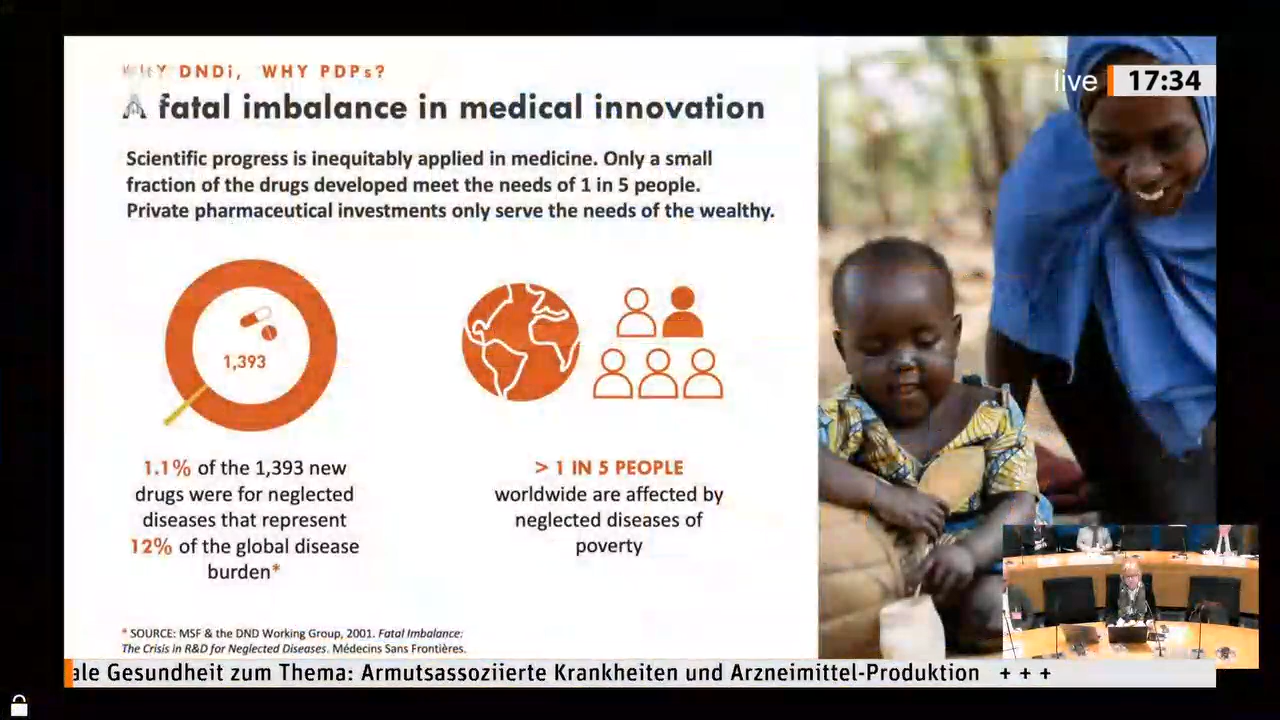 WHY DNDi, WHY PDPs?
A fatal imbalance in medical innovation
live 17:34
Scientific progress is inequitably applied in medicine. Only a small
fraction of the drugs developed meet the needs of 1 in 5 people.
Private pharmaceutical investments only serve the needs of the wealthy.
1,393
1.1% of the 1,393 new
drugs were for neglected
diseases that represent
12% of the global disease
burden*
> 1 IN 5 PEOPLE
worldwide are affected by
neglected diseases of
poverty
* SOURCE: MSF & the DND Working Group, 2001. Fatal Imbalance:
The Crisis in R&D for Neglected Diseases. Médecins Sans Frontières.
ale Gesundheit zum Thema: Armutsassoziierte Krankheiten und Arzneimittel-Produktion + + +